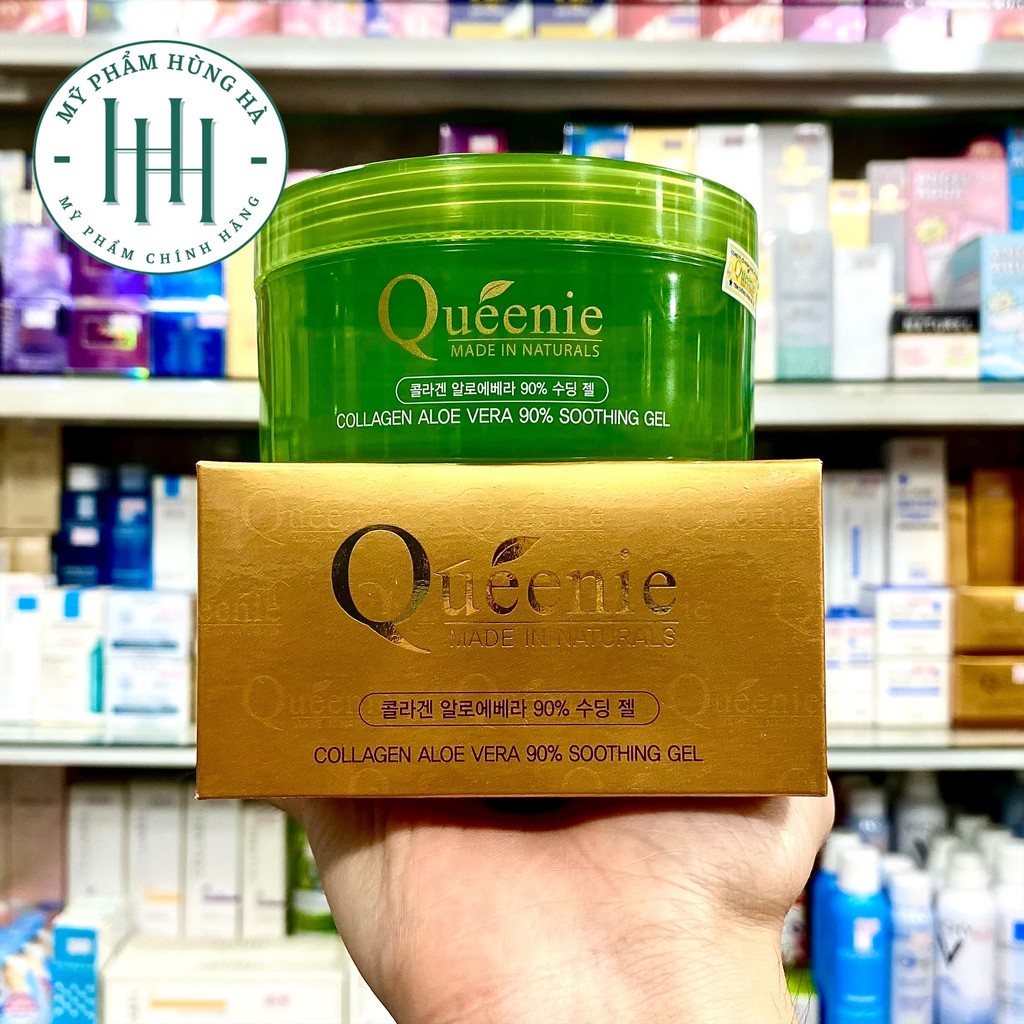 MỸ PHẨM HÙNG HÀ
HH
- MỸ PHẨM CHÍNH HÃNG -
Quéenie
MADE IN NATURALS
콜라겐 알로에베라 90% 수딩 젤
COLLAGEN ALOE VERA 90% SOOTHING GEL
Quéenie
MADE IN NATURALS
콜라겐 알로에베라 90% 수딩 젤
COLLAGEN ALOE VERA 90% SOOTHING GEL